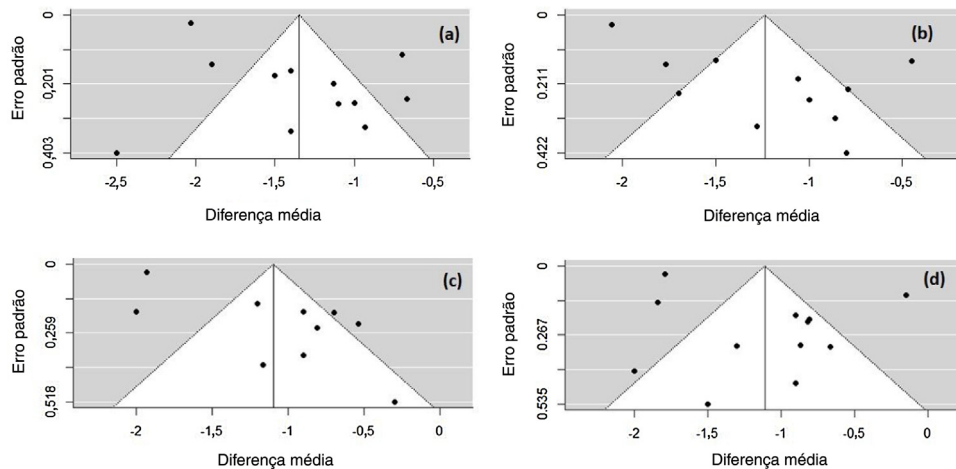 (a)
Erro padrão
0
0,201
0,403
-2,5
-2
-1,5
-1
-0,5
Diferença média
(b)
Erro padrão
0
0,211
0,422
-2
-1,5
-1
-0,5
Diferença média
(c)
Erro padrão
0
0,259
0,518
-2
-1,5
-1
-0,5
0
Diferença média
(d)
Erro padrão
0
0.267
0.535
-2
-1,5
-1
-0,5
0
Diferença média